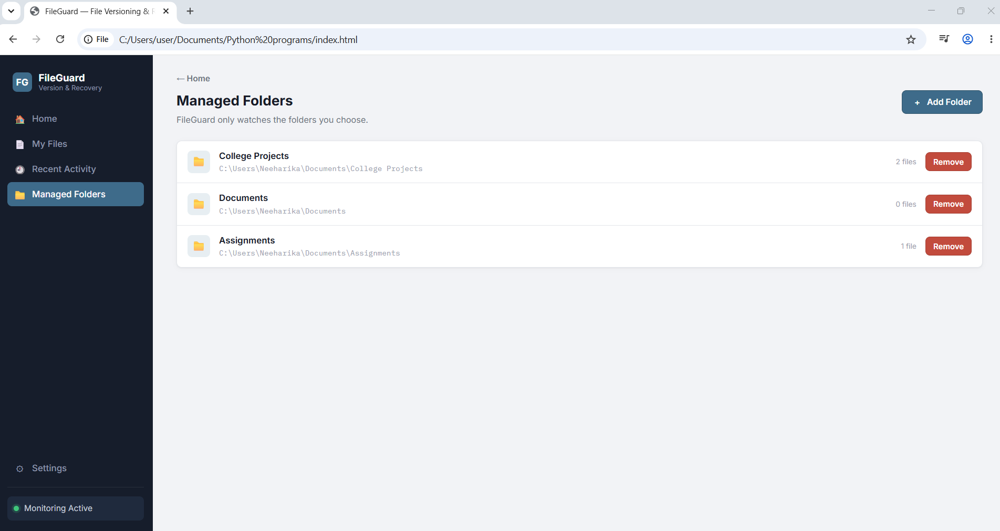 FileGuard — File Versioning &
File
C:/Users/user/Documents/Python%20programs/index.html
FG
FileGuard
Version & Recovery
Home
My Files
Recent Activity
Managed Folders
Settings
Monitoring Active
← Home
Managed Folders
FileGuard only watches the folders you choose.
+ Add Folder
College Projects
C:\Users\Neeharika\Documents\College Projects
2 files
Remove
Documents
C:\Users\Neeharika\Documents
0 files
Remove
Assignments
C:\Users\Neeharika\Documents\Assignments
1 file
Remove